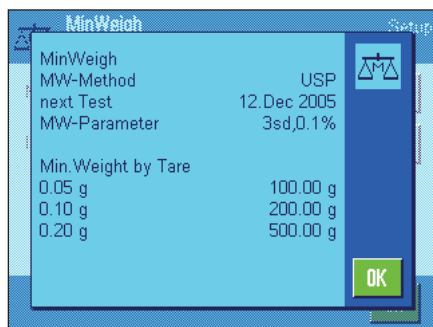 MinWeigh
Setup
MinWeigh
MW-Method USP
next Test 12.Dec 2005
MW-Parameter 3sd,0.1%
Min.Weight by Tare
0.05 g 100.00 g
0.10 g 200.00 g
0.20 g 500.00 g
OK